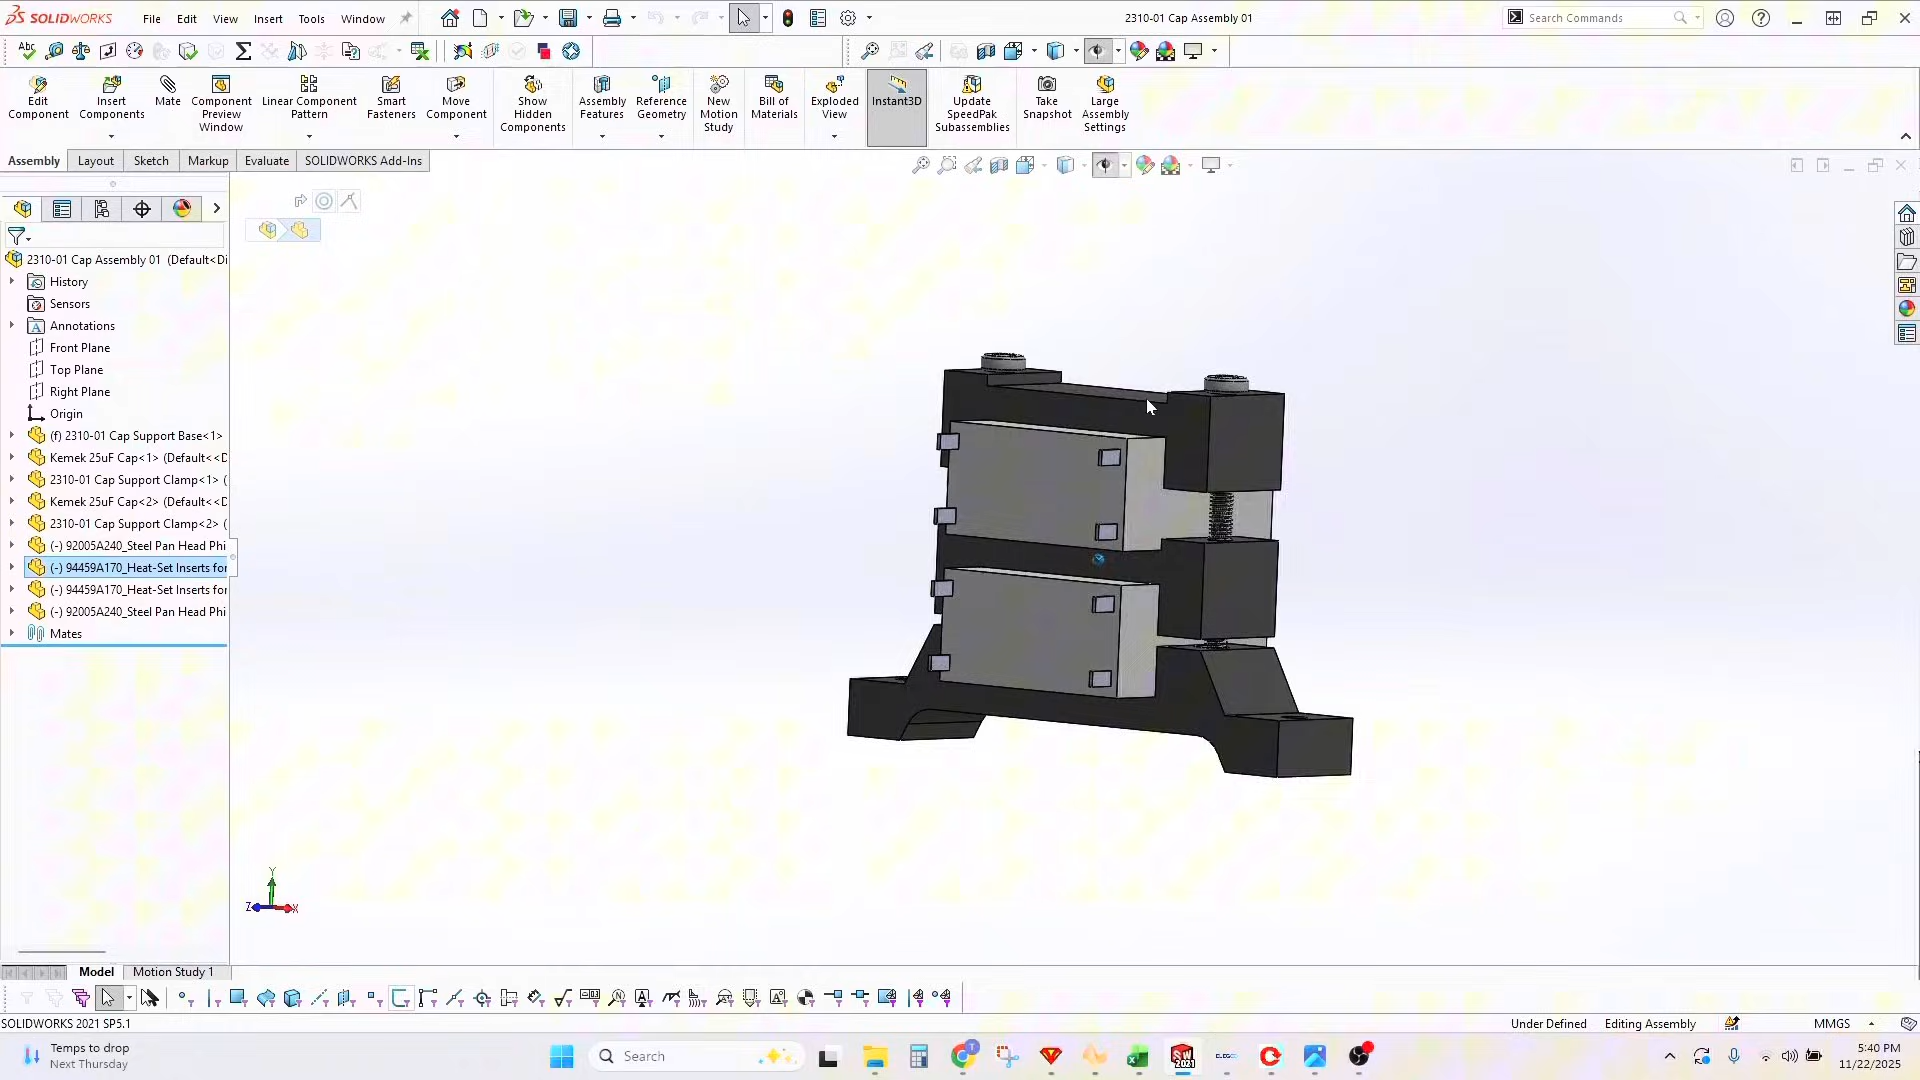 SOLIDWORKS File Edit View Insert Tools Window 2310-01 Cap Assembly 01 Search Commands
Abc
Edit Component
Insert Components
Mate
Component Preview Window
Linear Component Pattern
Smart Fasteners
Move Component
Show Hidden Components
Assembly Features
Reference Geometry
New Motion Study
Bill of Materials
Exploded View
Instant3D
Update SpeedPak Subassemblies
Take Snapshot
Large Assembly Settings
Assembly Layout Sketch Markup Evaluate SOLIDWORKS Add-Ins
2310-01 Cap Assembly 01 (Default<Di
History
Sensors
Annotations
Front Plane
Top Plane
Right Plane
Origin
(f) 2310-01 Cap Support Base<1>
Kemek 25uF Cap<1> (Default<<D
2310-01 Cap Support Clamp<1> (
Kemek 25uF Cap<2> (Default<<D
2310-01 Cap Support Clamp<2> (
(-) 92005A240_Steel Pan Head Phi
(-) 94459A170_Heat-Set Inserts for
(-) 94459A170_Heat-Set Inserts for
(-) 92005A240_Steel Pan Head Phi
Mates
Y
Z X
Model Motion Study 1
SOLIDWORKS 2021 SP5.1 Under Defined Editing Assembly MMGS
Temps to drop
Next Thursday
Search
SW
2021
5:40 PM
11/22/2025